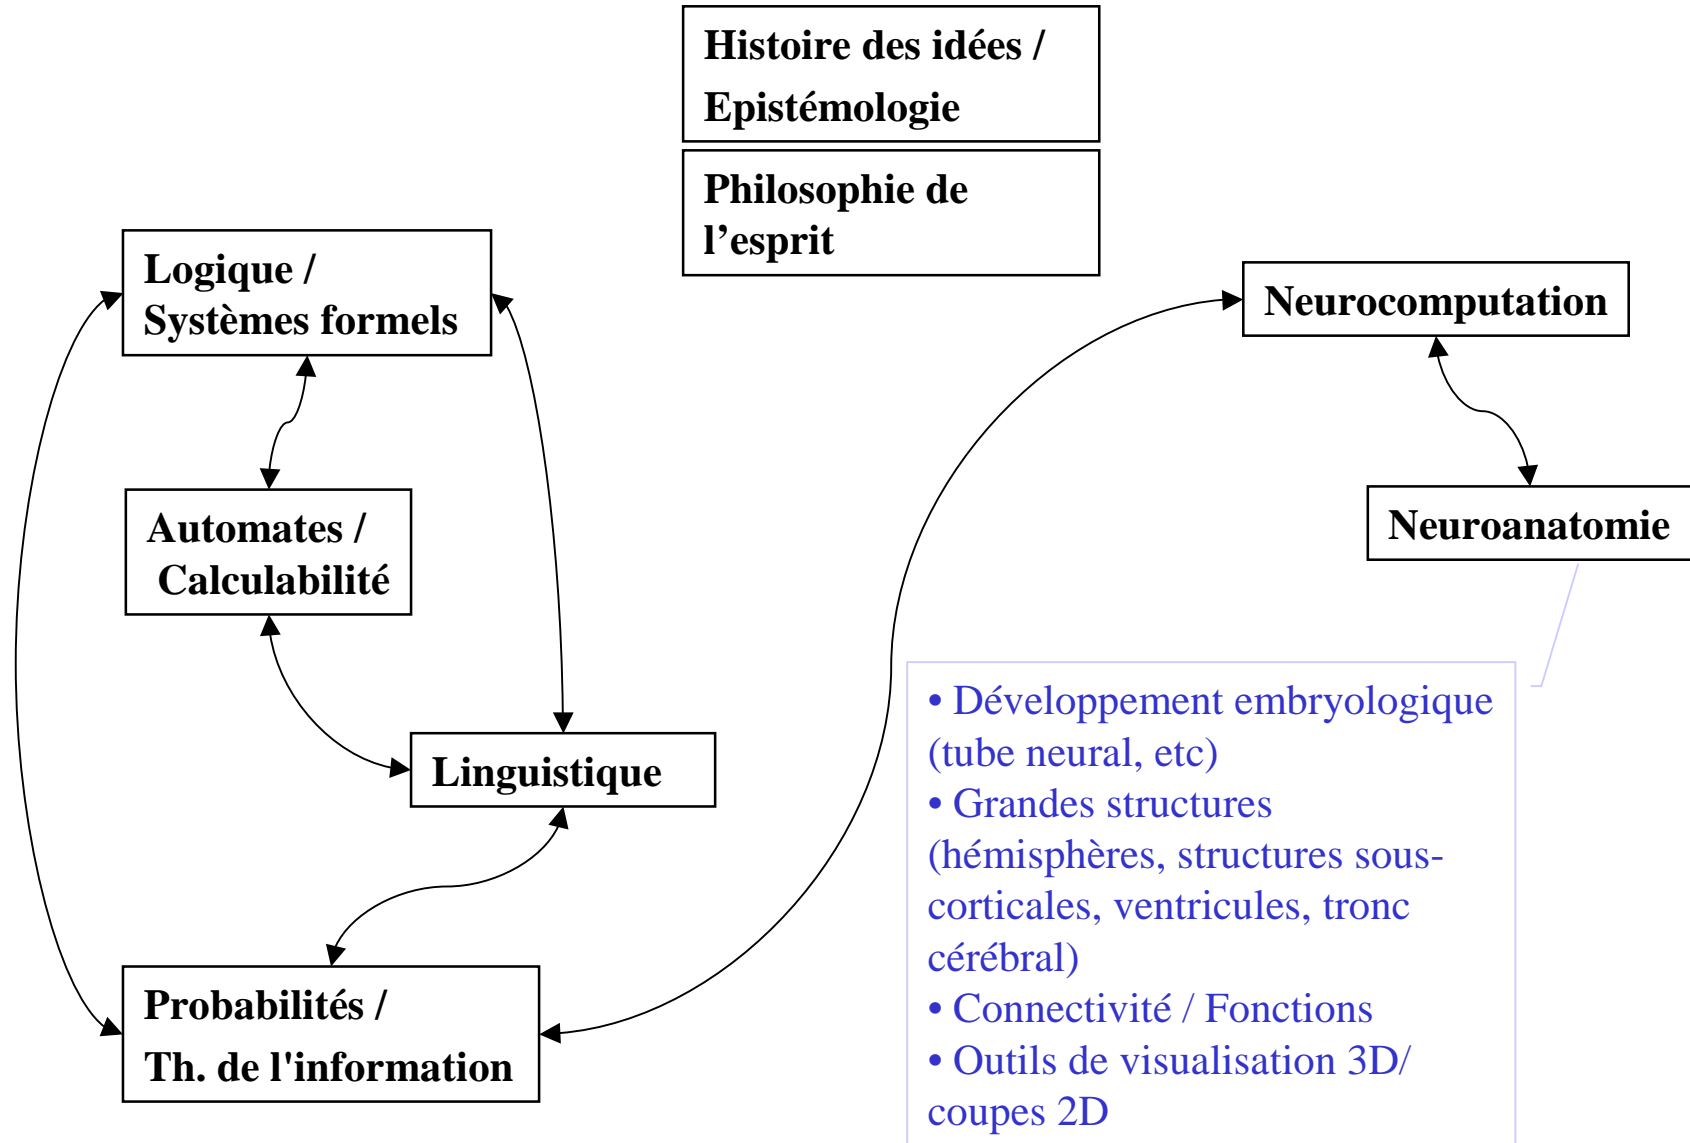 Histoire des idées /
Epistémologie
Philosophie de
l’esprit
Logique /
Systèmes formels
Neurocomputation
Automates /
Calculabilité
Neuroanatomie
Linguistique
• Développement embryologique
(tube neural, etc)
• Grandes structures
(hémisphères, structures sous-
corticales, ventricules, tronc
cérébral)
• Connectivité / Fonctions
• Outils de visualisation 3D/
coupes 2D
Probabilités /
Th. de l'information